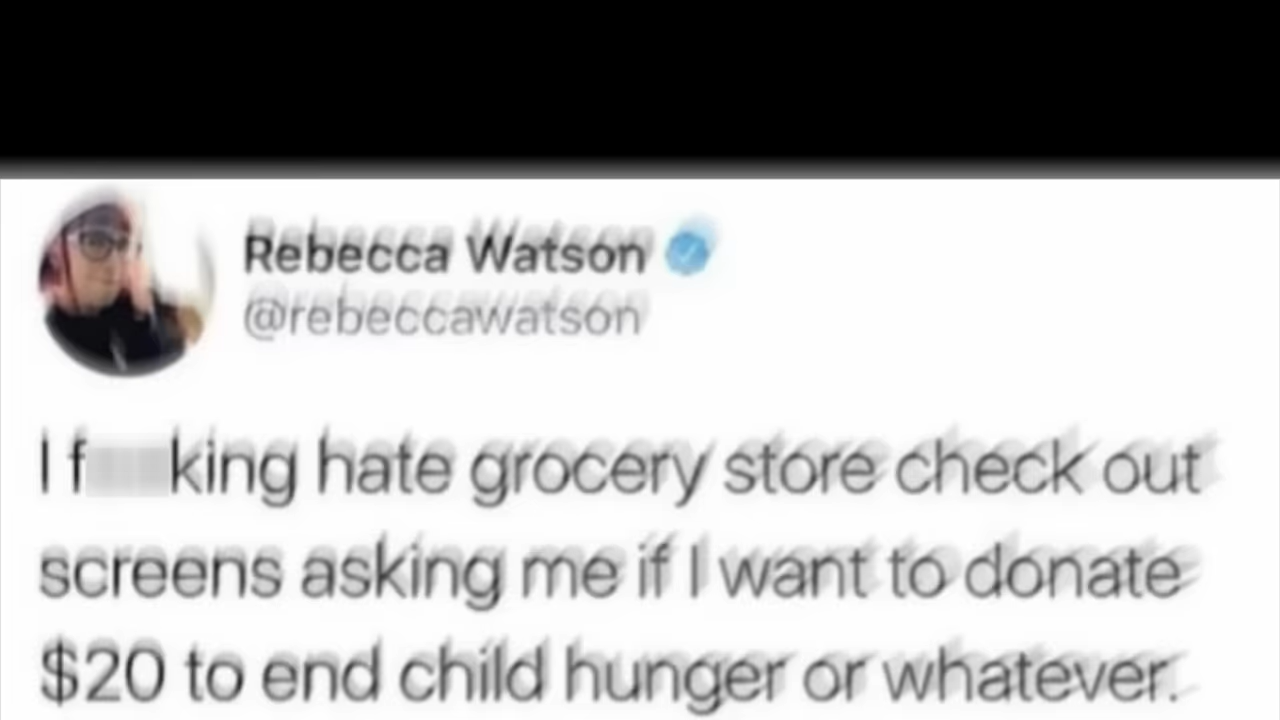 Rebecca Watson
@rebeccawatson
I f king hate grocery store check out
screens asking me if I want to donate
$20 to end child hunger or whatever.